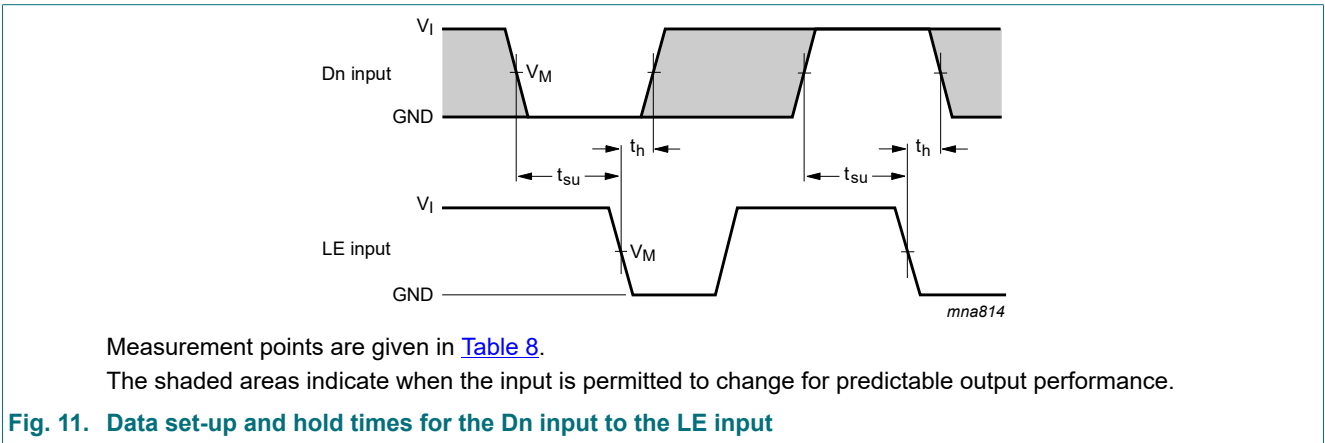 VI
Dn input
VM
GND
th
th
tsu
tsu
VI
LE input
VM
GND
mna814
Measurement points are given in Table 8.
The shaded areas indicate when the input is permitted to change for predictable output performance.
Fig. 11. Data set-up and hold times for the Dn input to the LE input